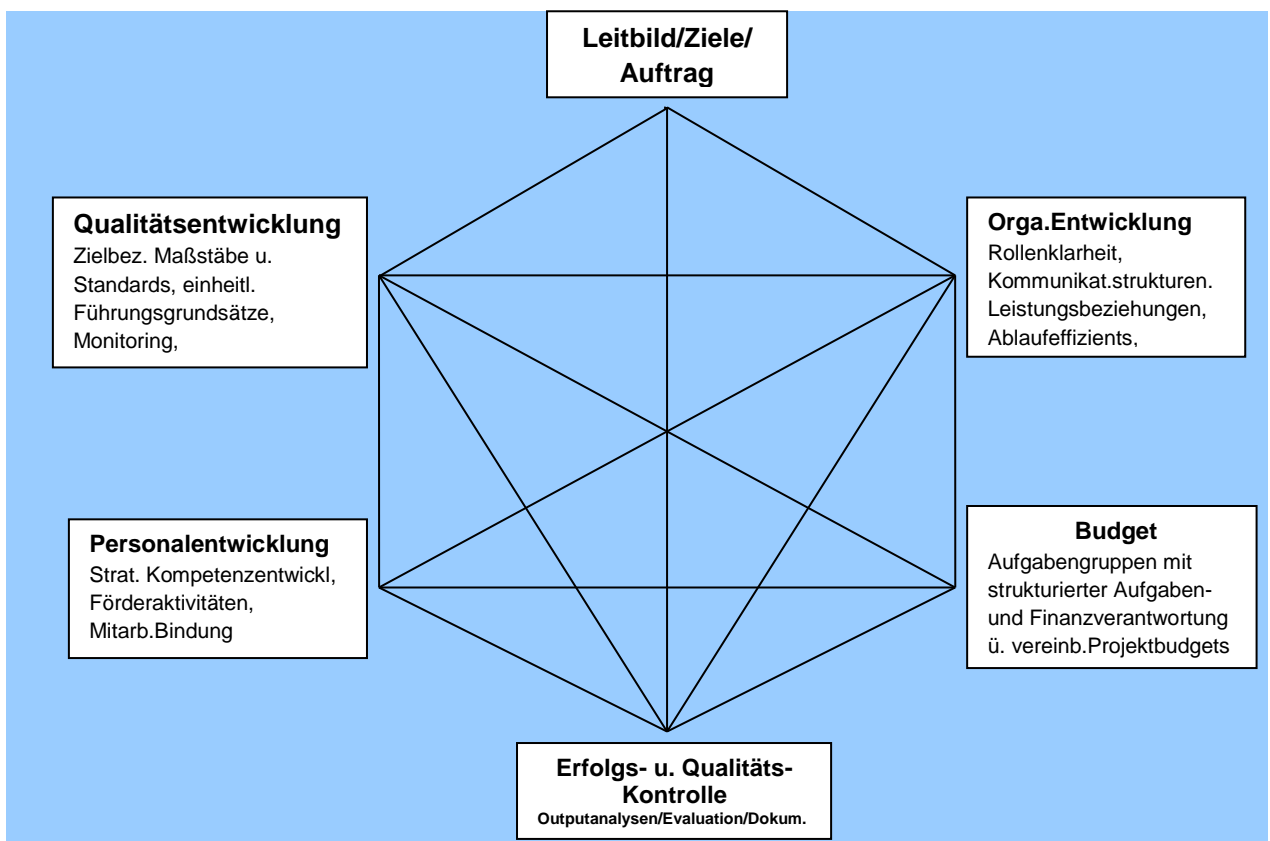 Leitbild/Ziele/
Auftrag
Qualitätsentwicklung
Zielbez. Maßstäbe u.
Standards, einheitl.
Führungsgrundsätze,
Monitoring,
Orga.Entwicklung
Rollenklarheit,
Kommunikat.strukturen.
Leistungsbeziehungen,
Ablaufeffizients,
Personalentwicklung
Strat. Kompetenzentwickl,
Förderaktivitäten,
Mitarb.Bindung
Budget
Aufgabengruppen mit
strukturierter Aufgaben-
und Finanzverantwortung
ü. vereinb.Projektbudgets
Erfolgs- u. Qualitäts-
Kontrolle
Outputanalysen/Evaluation/Dokum.